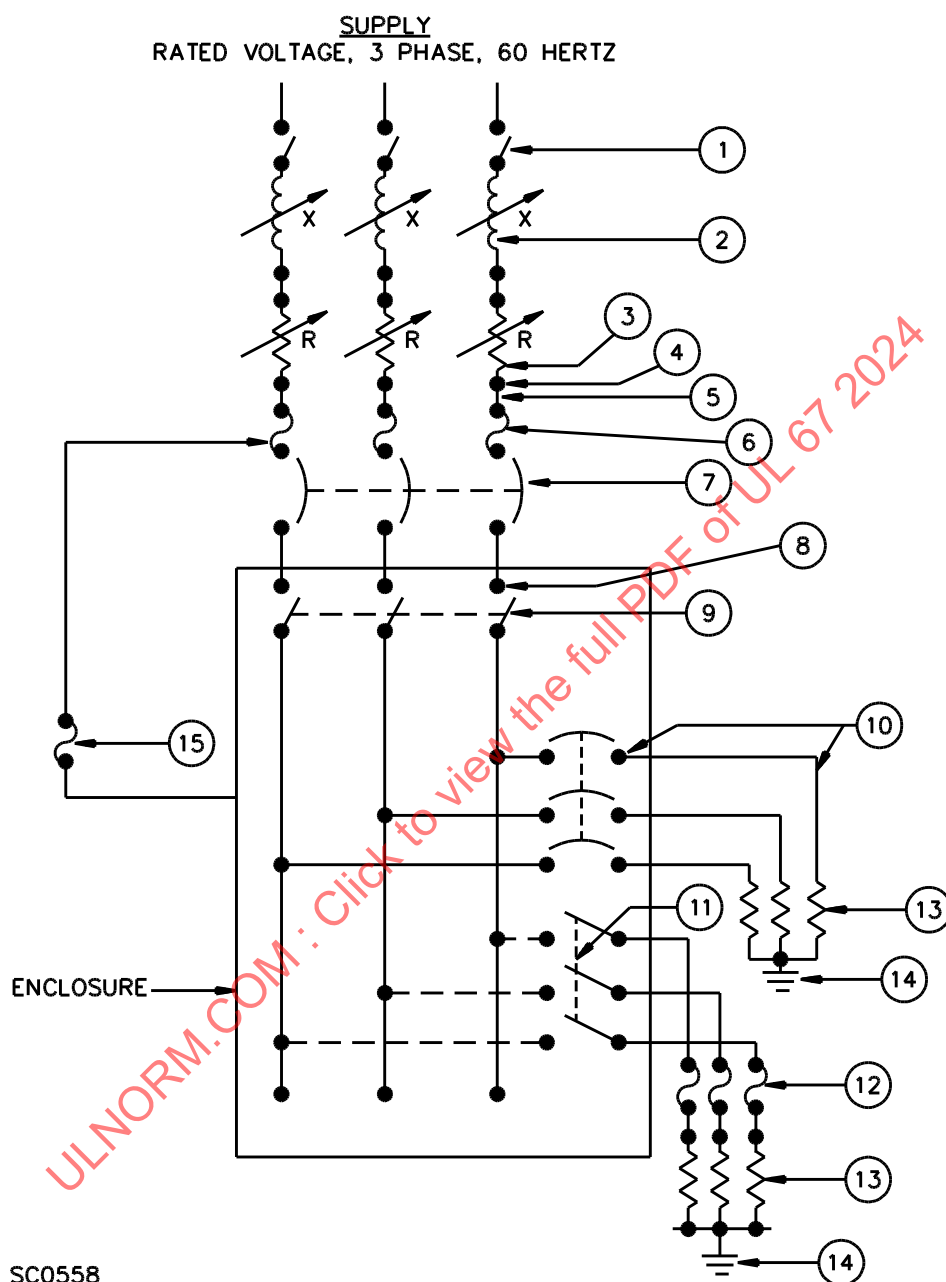 SUPPLY
RATED VOLTAGE, 3 PHASE, 60 HERTZ
1
X X X
2
3
R R R
4
5
6
7
8
9
10
15
11
13
14
ENCLOSURE
12
13
14
SC0558
ULNORM.COM : Click to view the full PDF of UL 67 2024